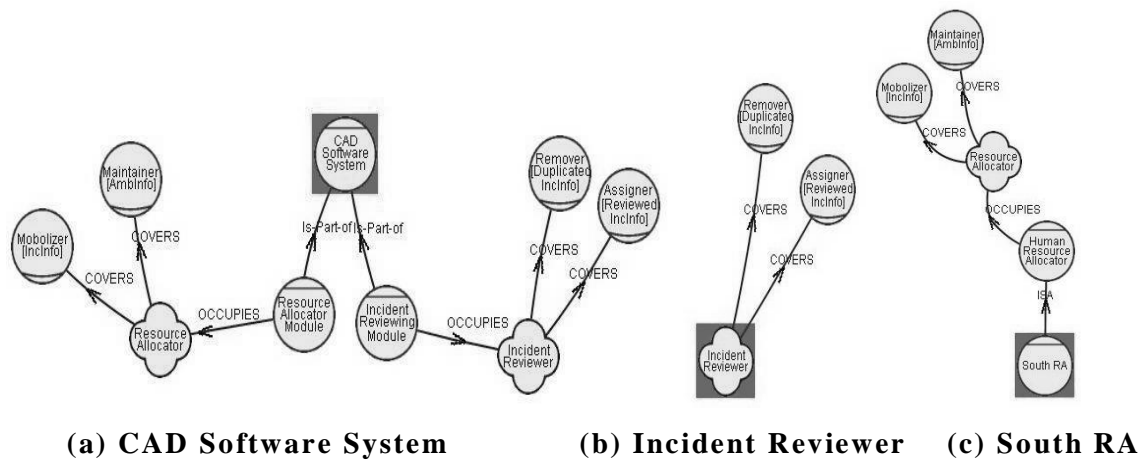 Maintainer
[AmbInfo]
Mobolizer
[IncInfo]
COVERS
COVERS
Resource
Allocator
OCCUPIES
Resource
Allocator
Module
CAD
Software
System
Is-Part-of
Is-Part-of
Incident
Reviewing
Module
OCCUPIES
Incident
Reviewer
Remover
[Duplicated
IncInfo]
Assigner
[Reviewed
IncInfo]
COVERS
COVERS
Remover
[Duplicated
IncInfo]
Assigner
[Reviewed
IncInfo]
COVERS
COVERS
Incident
Reviewer
Maintainer
[AmbInfo]
Mobolizer
[IncInfo]
COVERS
COVERS
Resource
Allocator
OCCUPIES
Human
Resource
Allocator
ISA
South RA
(a) CAD Software System
(b) Incident Reviewer
(c) South RA